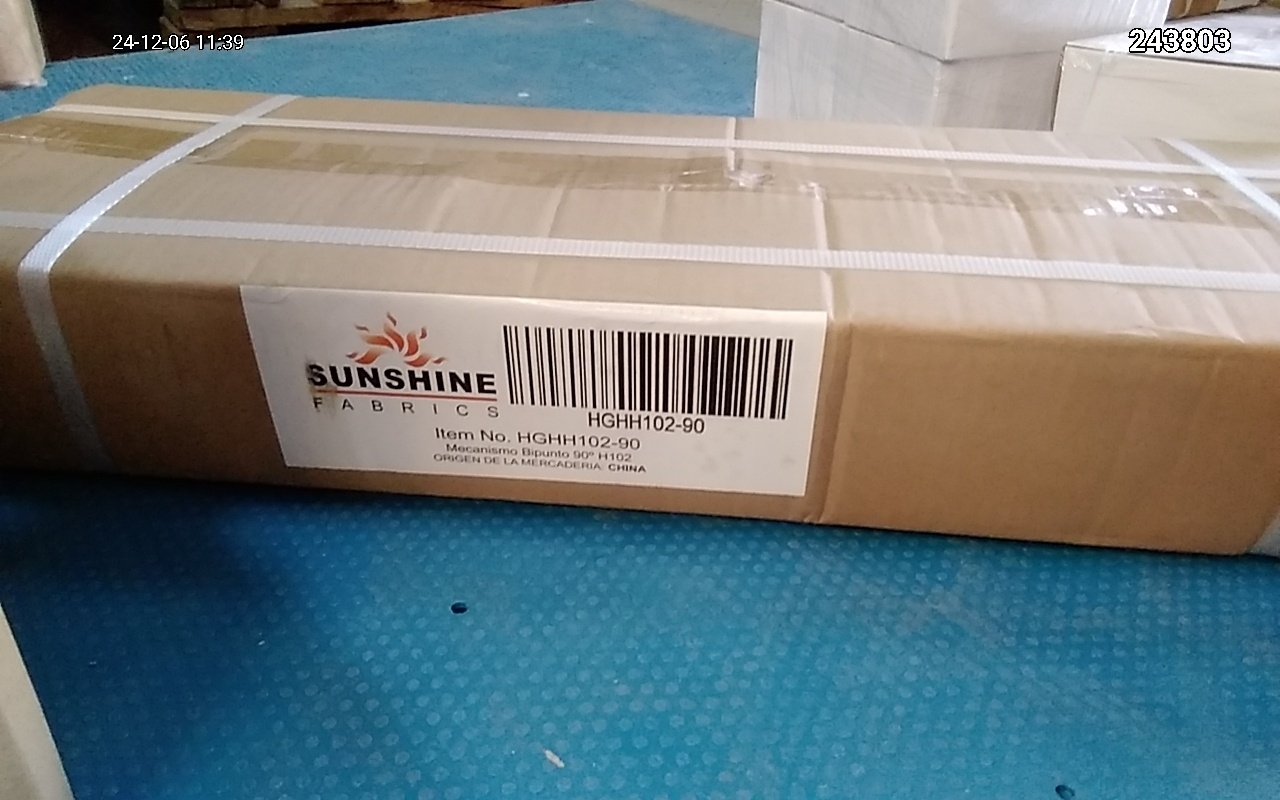 24-12-06 11:39
243803
SUNSHINE
FABRICS
HGHH102-90
Item No. HGHH102-90
Mecanismo Bipunto 90º H102
ORIGEN DE LA MERCADERIA: CHINA